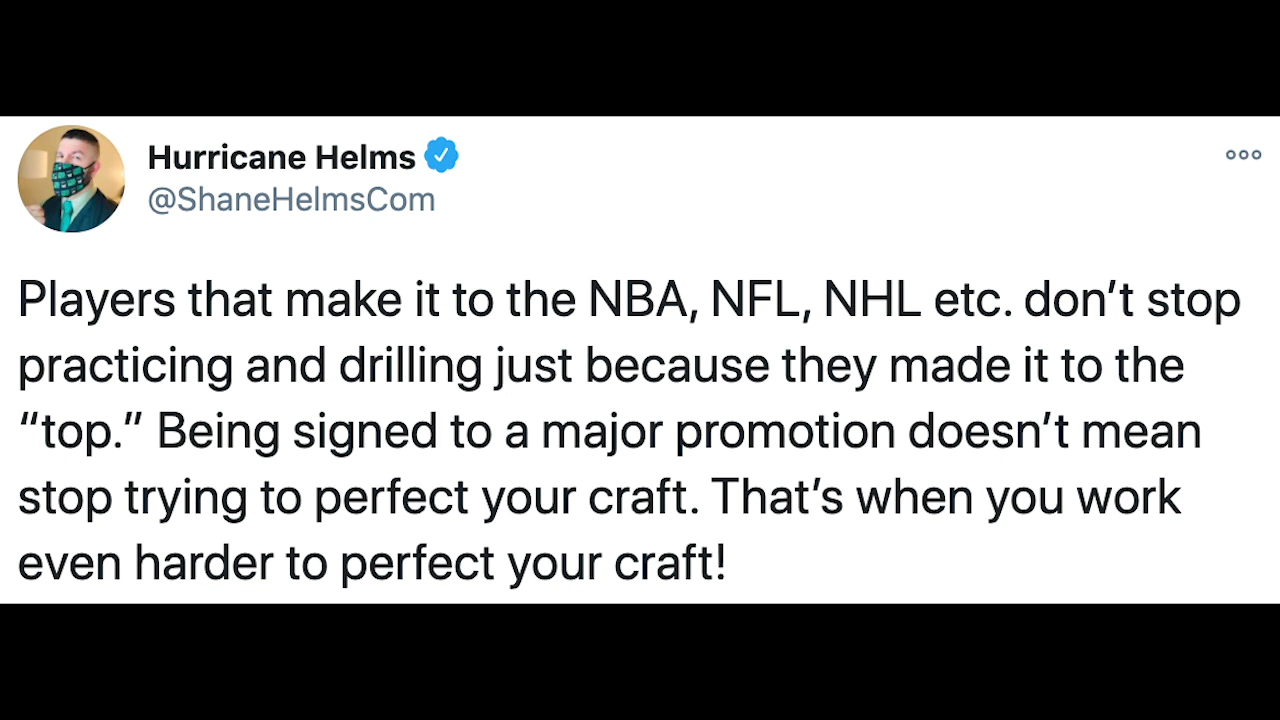 Hurricane Helms
@ShaneHelmsCom
Players that make it to the NBA, NFL, NHL etc. don’t stop
practicing and drilling just because they made it to the
“top.” Being signed to a major promotion doesn’t mean
stop trying to perfect your craft. That’s when you work
even harder to perfect your craft!